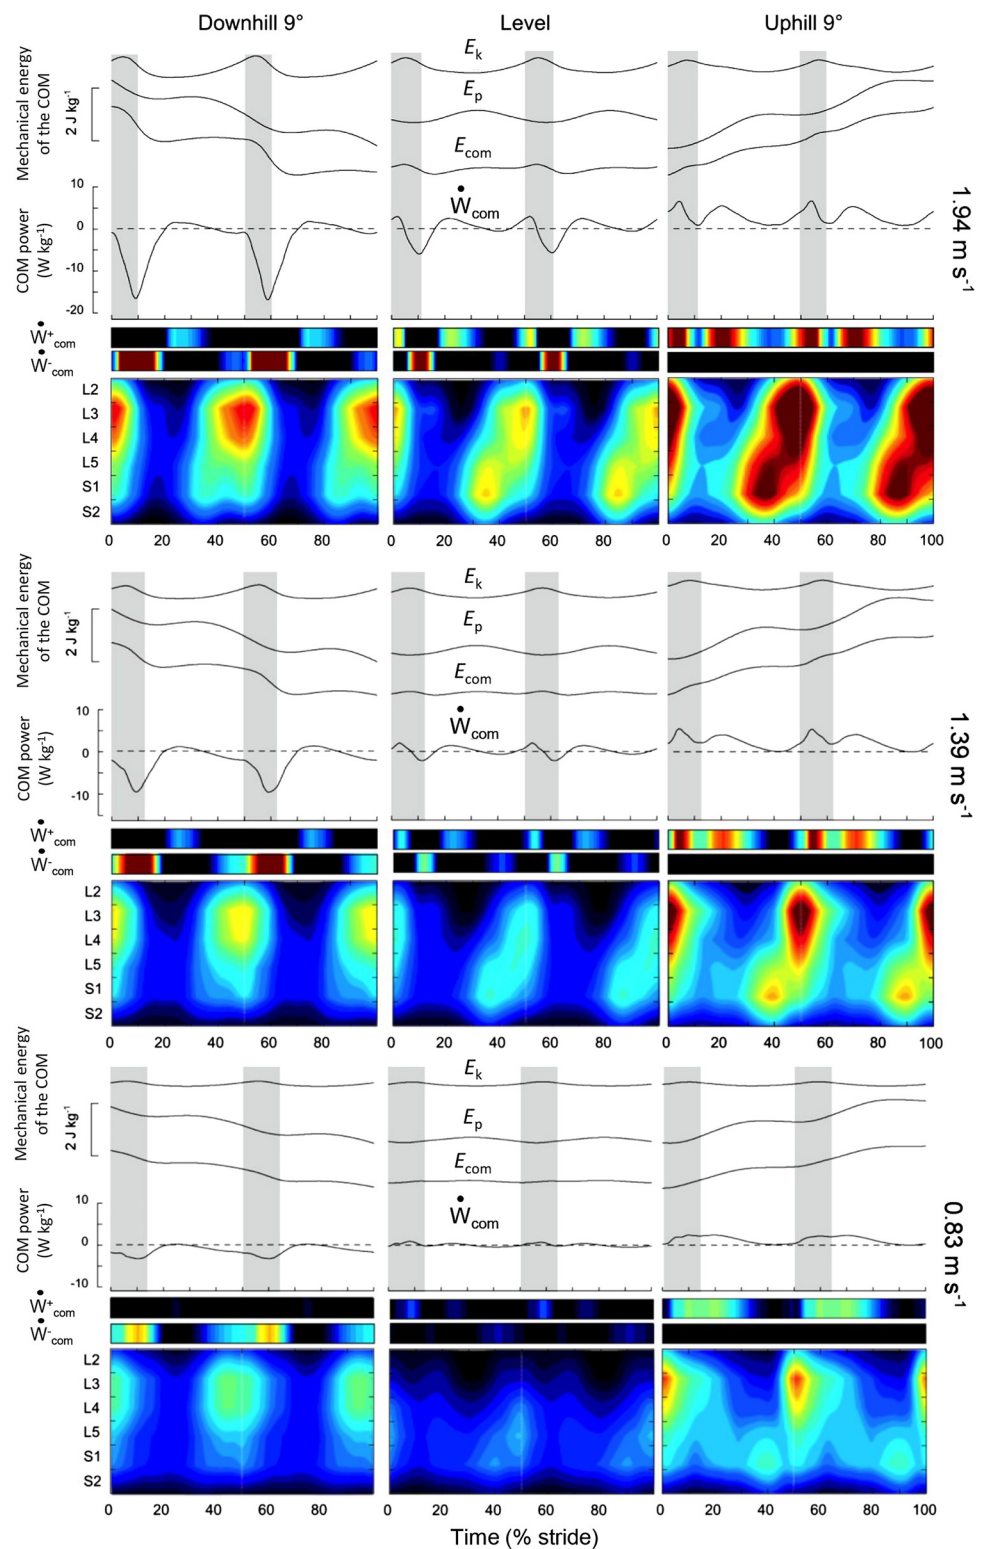 Downhill 9° Level Uphill 9°
Mechanical energy
of the COM
2 J kg-1
Ek
Ep
Ecom
Ẇcom
1.94 m s-1
COM power
(W kg-1)
10
0
-10
-20
Ẇ+com
Ẇ-com
L2
L3
L4
L5
S1
S2
0 20 40 60 80 0 20 40 60 80 0 20 40 60 80 100
Mechanical energy
of the COM
2 J kg-1
Ek
Ep
Ecom
Ẇcom
1.39 m s-1
COM power
(W kg-1)
10
0
-10
Ẇ+com
Ẇ-com
L2
L3
L4
L5
S1
S2
0 20 40 60 80 0 20 40 60 80 0 20 40 60 80 100
Mechanical energy
of the COM
2 J kg-1
Ek
Ep
Ecom
Ẇcom
0.83 m s-1
COM power
(W kg-1)
10
0
-10
Ẇ+com
Ẇ-com
L2
L3
L4
L5
S1
S2
0 20 40 60 80 0 20 40 60 80 0 20 40 60 80 100
Time (% stride)